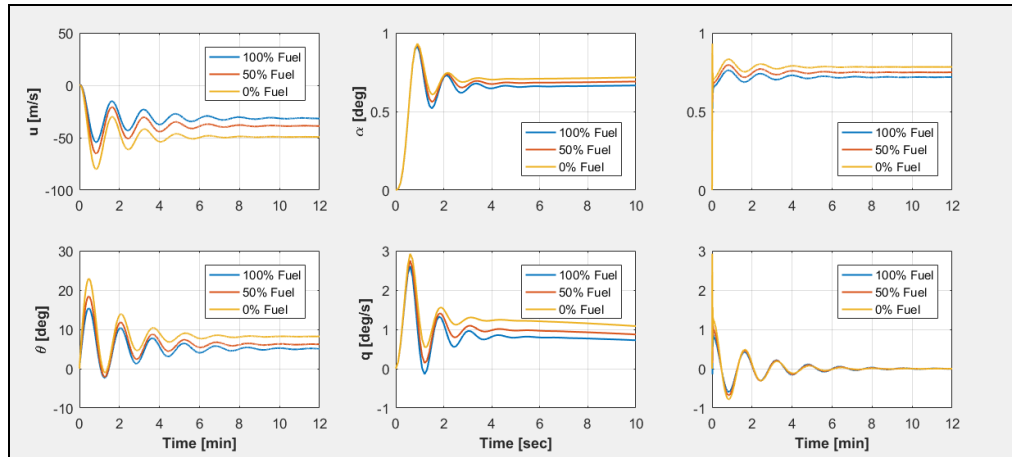 u [m/s]
50
0
-50
-100
0
2
4
6
8
10
12
100% Fuel
50% Fuel
0% Fuel
α [deg]
1
0.5
0
0
2
4
6
8
10
100% Fuel
50% Fuel
0% Fuel
1
0.5
0
0
2
4
6
8
10
12
100% Fuel
50% Fuel
0% Fuel
θ [deg]
30
20
10
0
-10
0
2
4
6
8
10
12
Time [min]
100% Fuel
50% Fuel
0% Fuel
q [deg/s]
3
2
1
0
-1
0
2
4
6
8
10
Time [sec]
100% Fuel
50% Fuel
0% Fuel
3
2
1
0
-1
0
2
4
6
8
10
12
Time [min]
100% Fuel
50% Fuel
0% Fuel